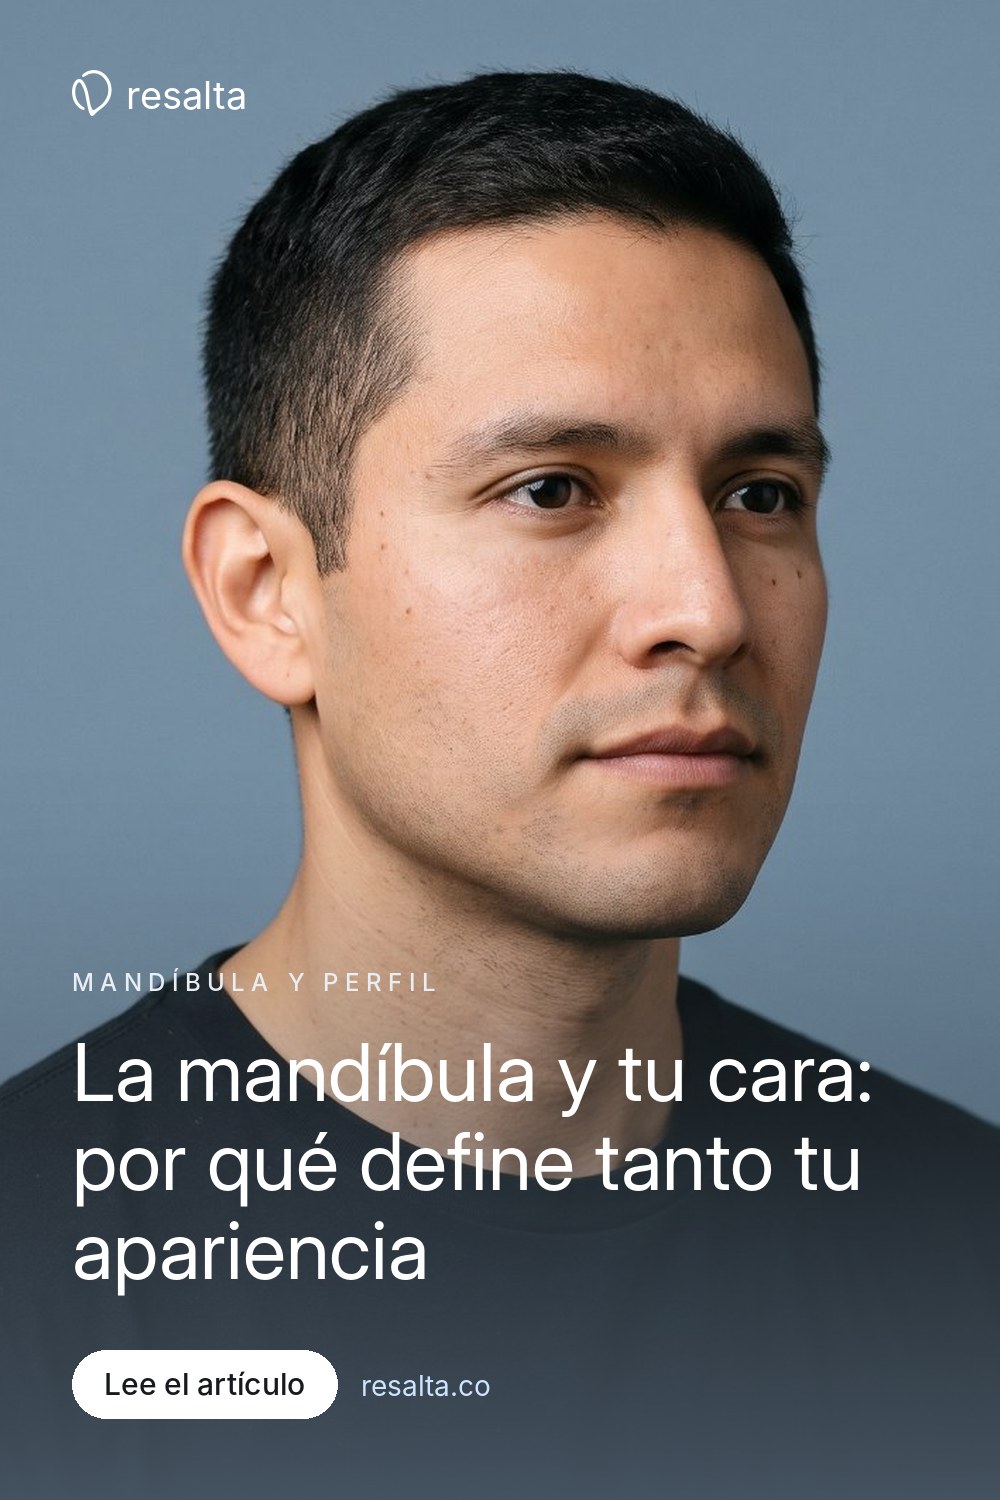 resalta
MANDÍBULA Y PERFIL
La mandíbula y tu cara:
por qué define tanto tu
apariencia
Lee el artículo
resalta.co